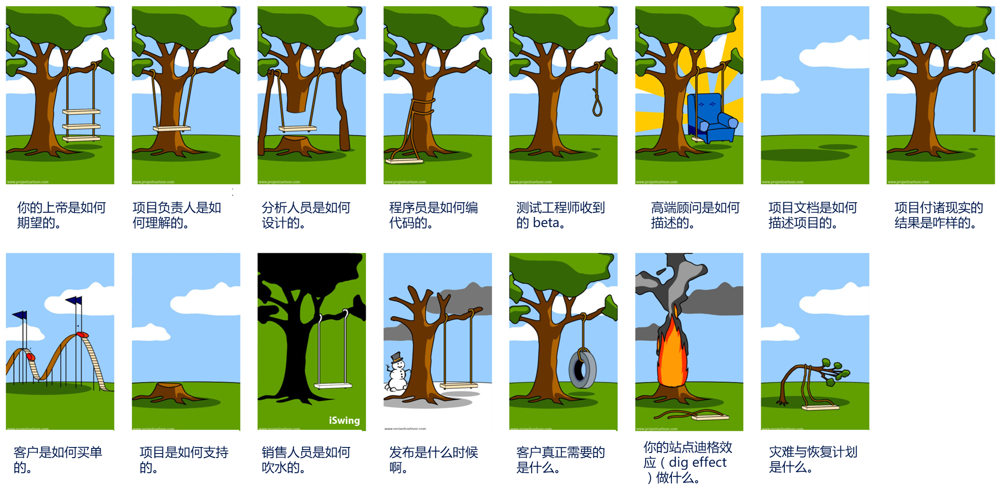 www.projectcartoon.com
www.projectcartoon.com
www.projectcartoon.com
www.projectcartoon.com
www.projectcartoon.com
www.projectcartoon.com
www.projectcartoon.com
www.projectcartoon.com
你的上帝是如何
期望的。
项目负责人是如
何理解的。
分析人员是如何
设计的。
程序员是如何编
代码的。
测试工程师收到
的 beta。
高端顾问是如何
描述的。
项目文档是如何
描述项目的。
项目付诸现实的
结果是咋样的。
iSwing
www.projectcartoon.com
www.projectcartoon.com
www.projectcartoon.com
www.projectcartoon.com
www.projectcartoon.com
www.projectcartoon.com
客户是如何买单
的。
项目是如何支持
的。
销售人员是如何
吹水的。
发布是什么时候
啊。
客户真正需要的
是什么。
你的站点迪格效
应（dig effect
）做什么。
灾难与恢复计划
是什么。